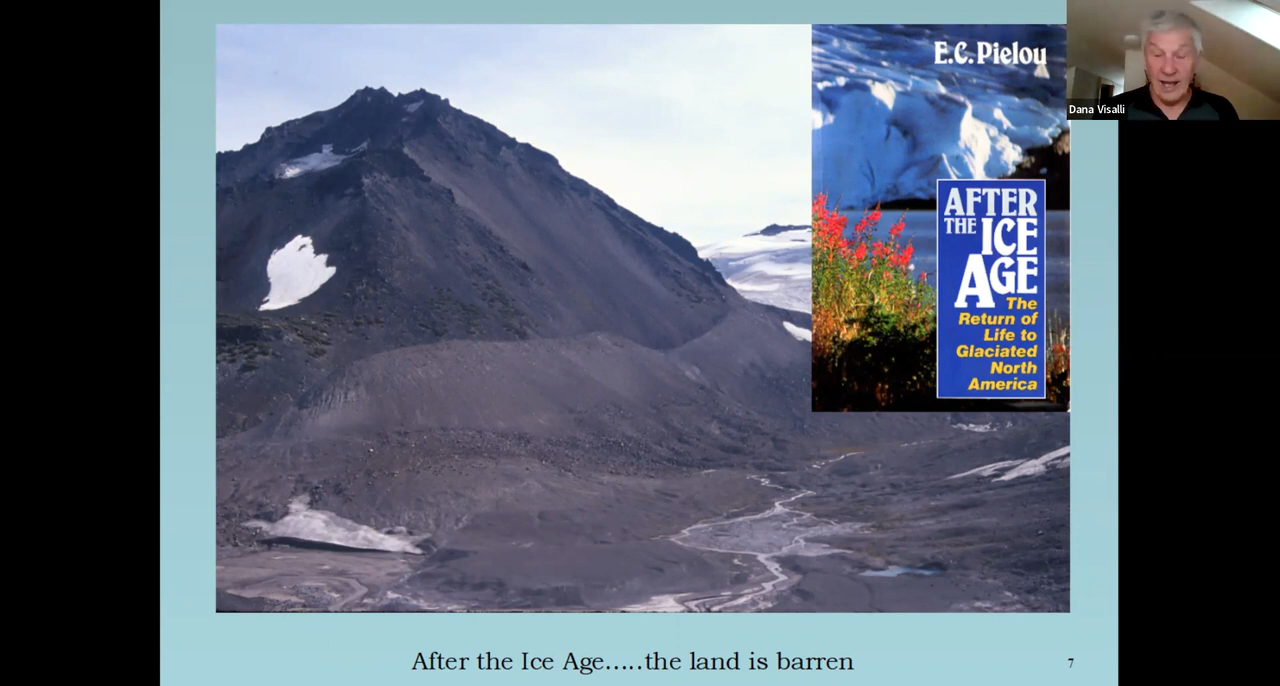 E.C. Pielou
AFTER
THE ICE
AGE
The
Return of
Life to
Glaciated
North
America
Dana Visalli
After the Ice Age.....the land is barren
7